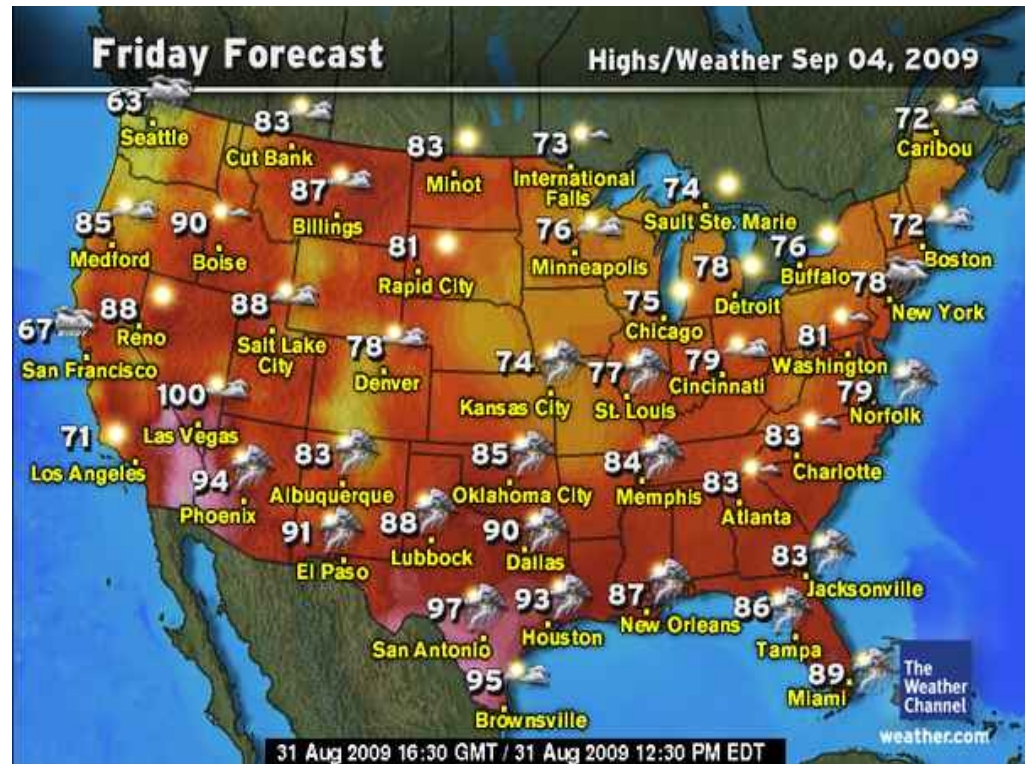 Friday Forecast
Highs/Weather Sep 04, 2009
63
Seattle
83
Cut Bank
83
Minot
73
International
Falls
72
Caribou
87
Billings
74
Sault Ste. Marie
85
Medford
90
Boise
81
Rapid City
76
Minneapolis
78
Detroit
76
Buffalo
72
Boston
67
San Francisco
88
Reno
88
Salt Lake
City
78
Denver
75
Chicago
78
New York
74
Kansas City
77
St. Louis
79
Cincinnati
81
Washington
100
Las Vegas
79
Norfolk
71
Los Angeles
94
Phoenix
83
Albuquerque
85
Oklahoma City
84
Memphis
83
Atlanta
83
Charlotte
91
El Paso
88
Lubbock
90
Dallas
83
Jacksonville
97
San Antonio
93
Houston
87
New Orleans
86
Tampa
95
Brownsville
89
Miami
The
Weather
Channel
weather.com
31 Aug 2009 16:30 GMT / 31 Aug 2009 12:30 PM EDT